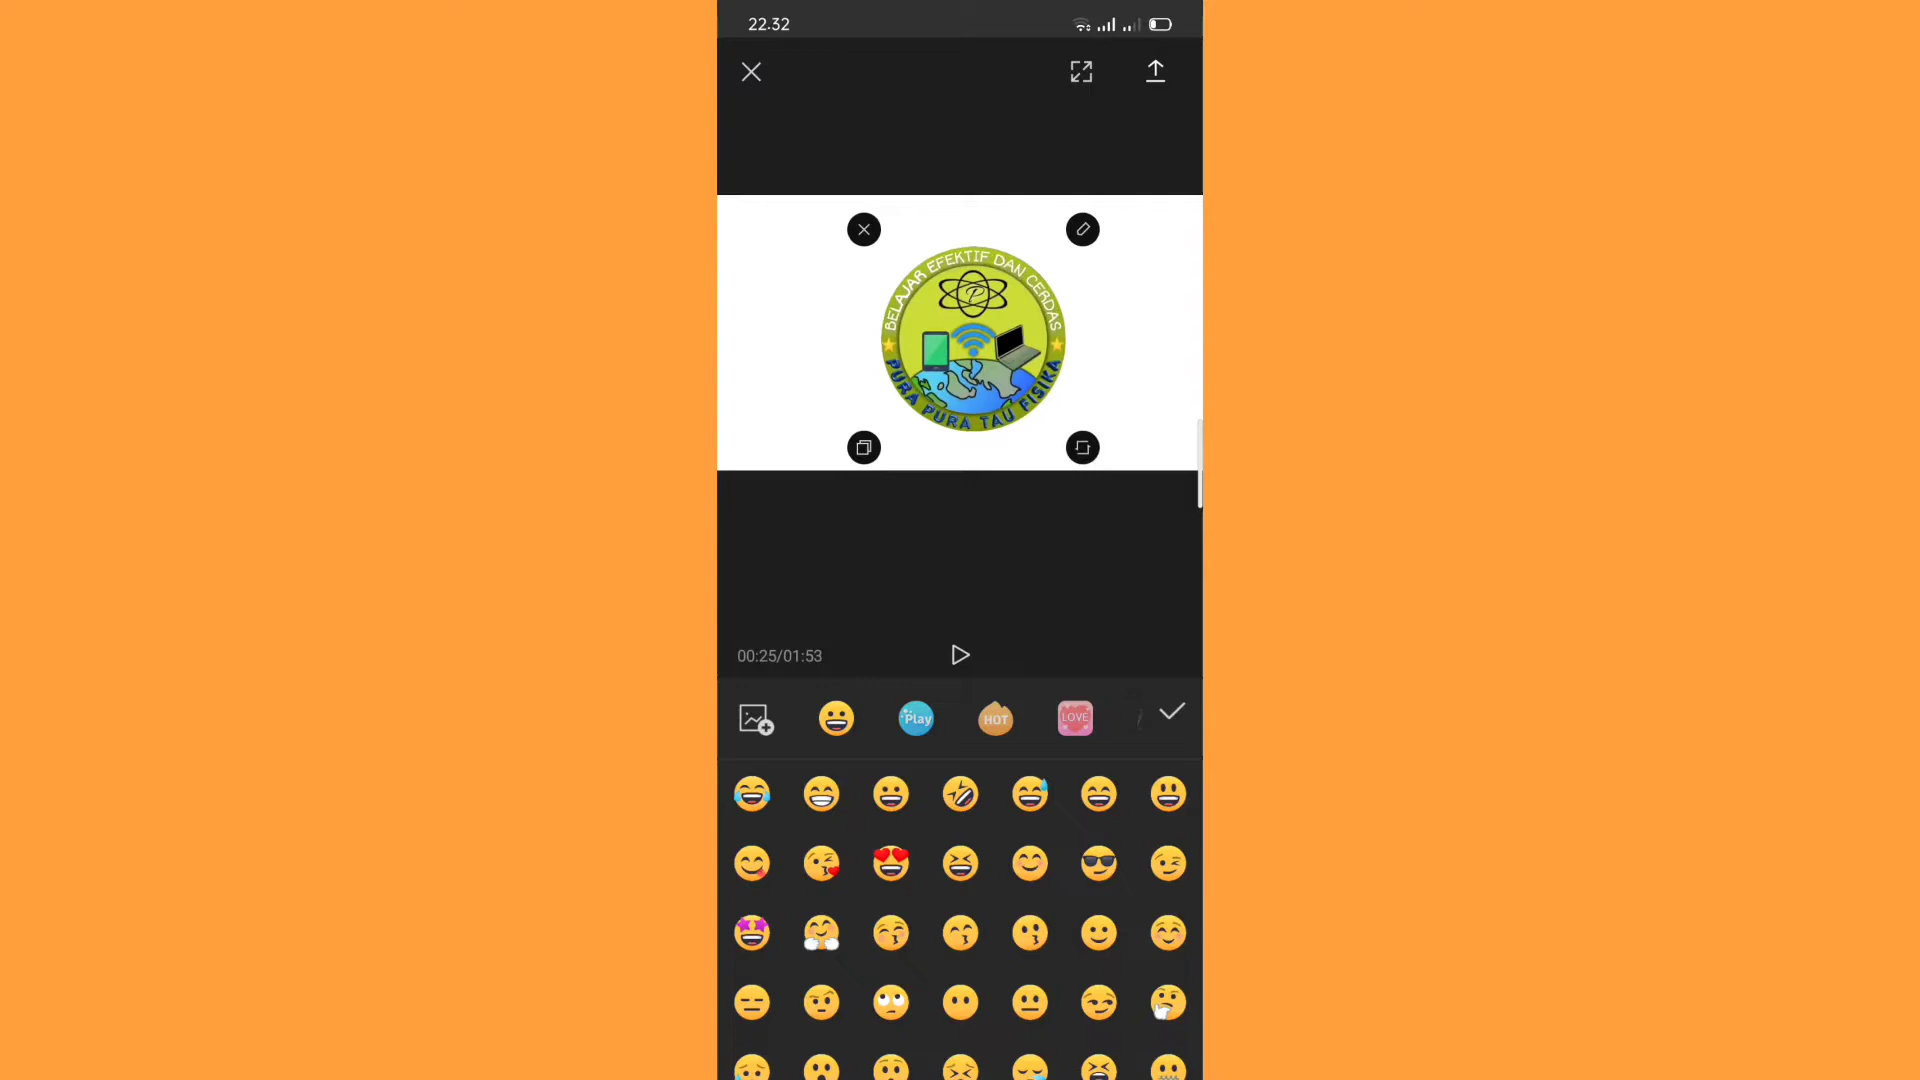 22.32
BELAJAR EFEKTIF DAN CERDAS
P
PURA PURA TAU FISIKA
00:25/01:53
Play
HOT
LOVE